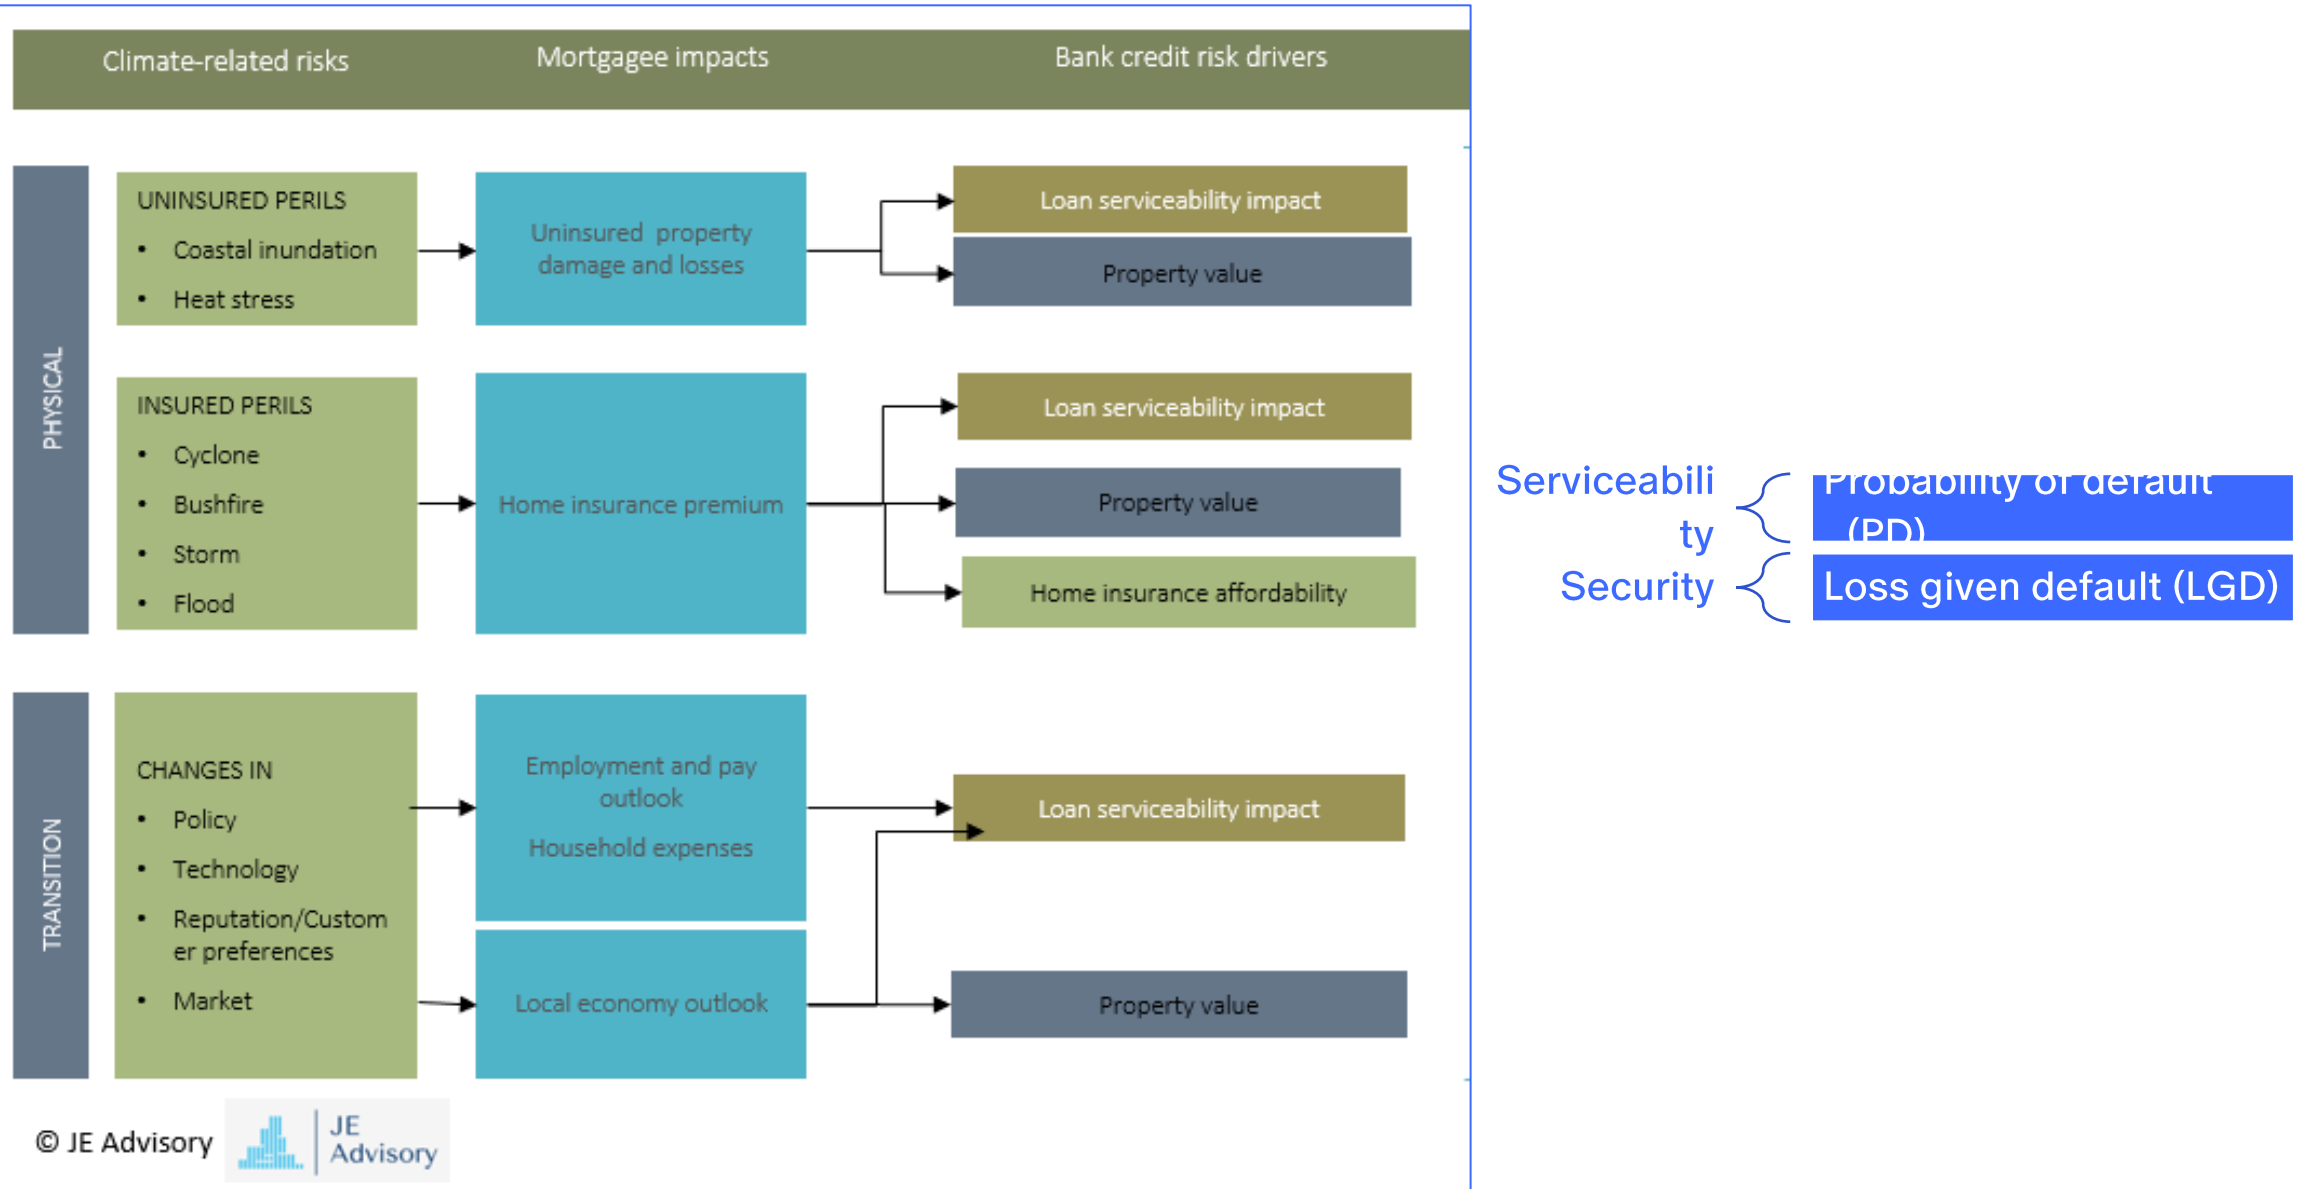 Climate-related risks
Mortgagee impacts
Bank credit risk drivers
PHYSICAL
UNINSURED PERILS
• Coastal inundation
• Heat stress
Uninsured property
damage and losses
Loan serviceability impact
Property value
INSURED PERILS
• Cyclone
• Bushfire
• Storm
• Flood
Home insurance premium
Loan serviceability impact
Property value
Home insurance affordability
TRANSITION
CHANGES IN
• Policy
• Technology
• Reputation/Custom
er preferences
• Market
Employment and pay
outlook
Household expenses
Local economy outlook
Loan serviceability impact
Property value
Serviceabili
ty
Probability of default
(PD)
Security
Loss given default (LGD)
© JE Advisory
JE
Advisory